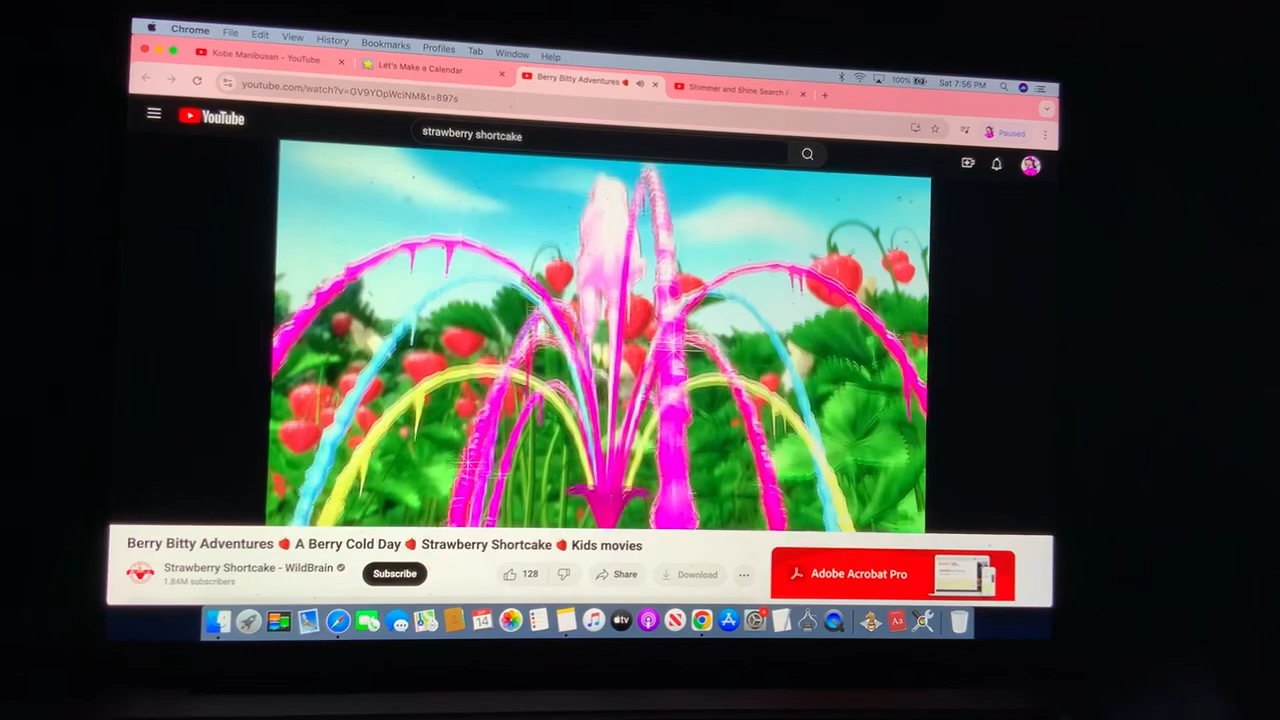 Chrome File Edit View History Bookmarks Profiles Tab Window Help 100% Sat 7:56 PM
Kobe Manibusan - YouTube Let's Make a Calendar Berry Bitty Adventures Shimmer and Shine Search
youtube.com/watch?v=GV9YOpWciNM&t=897s Paused
YouTube strawberry shortcake
Berry Bitty Adventures 🍓 A Berry Cold Day 🍓 Strawberry Shortcake 🍓 Kids movies
Strawberry Shortcake - WildBrain
1.84M subscribers
Subscribe 128 Share Download
Adobe Acrobat Pro
14
tv
Aa